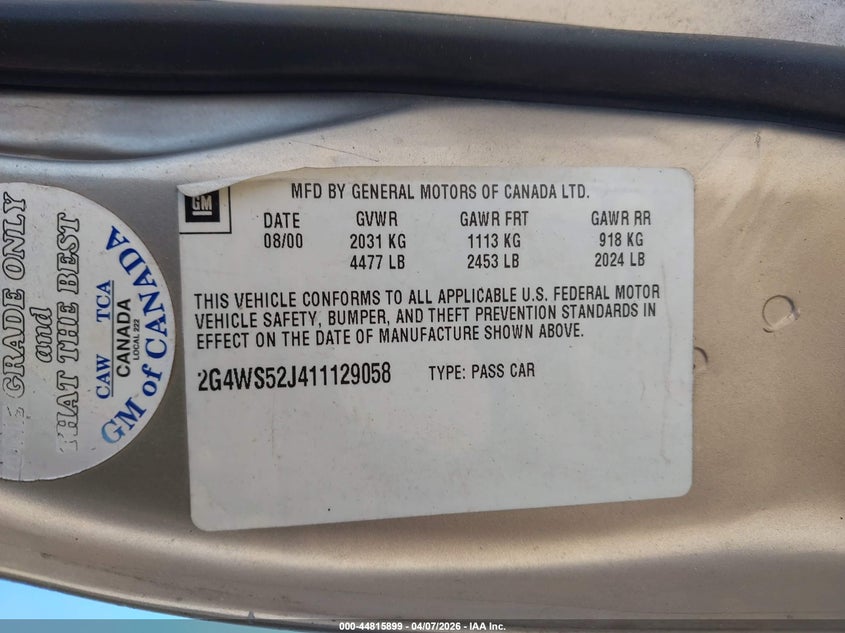 GM
MFD BY GENERAL MOTORS OF CANADA LTD.
DATE GVWR GAWR FRT GAWR RR
08/00 2031 KG 1113 KG 918 KG
4477 LB 2453 LB 2024 LB
THIS VEHICLE CONFORMS TO ALL APPLICABLE U.S. FEDERAL MOTOR
VEHICLE SAFETY, BUMPER, AND THEFT PREVENTION STANDARDS IN
EFFECT ON THE DATE OF MANUFACTURE SHOWN ABOVE.
2G4WS52J411129058 TYPE: PASS CAR
GRADE ONLY
and
THAT THE BEST
CAW TCA
CANADA
LOCAL 222
GM of CANADA
000-44815899 - 04/07/2026 - IAA Inc.